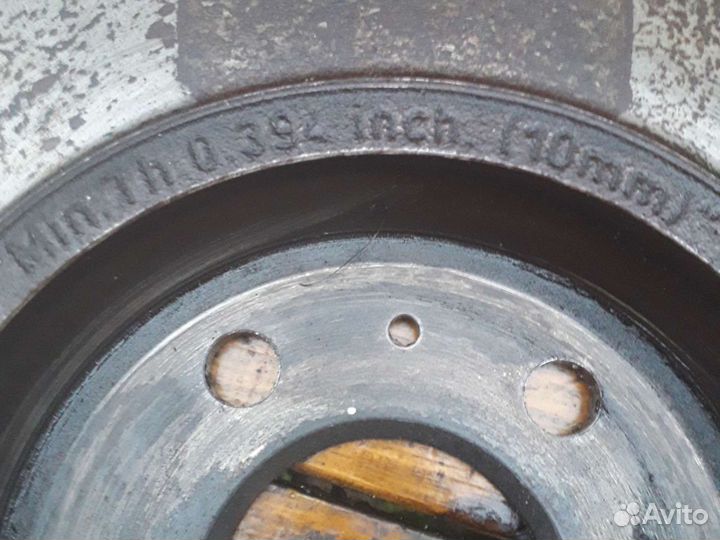 Min. Th. 0.394 inch. (10mm)
Avito